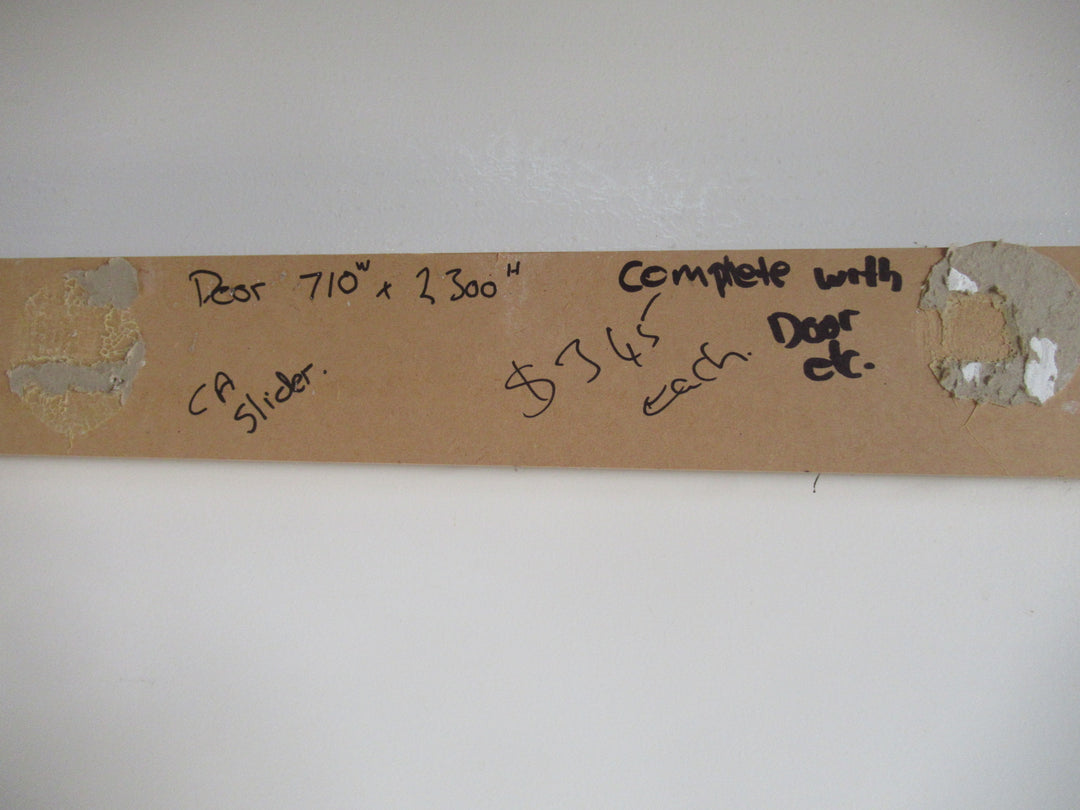 Door 710W x 2300H
CA
Slider.
$345
each.
Complete with
Door
etc.